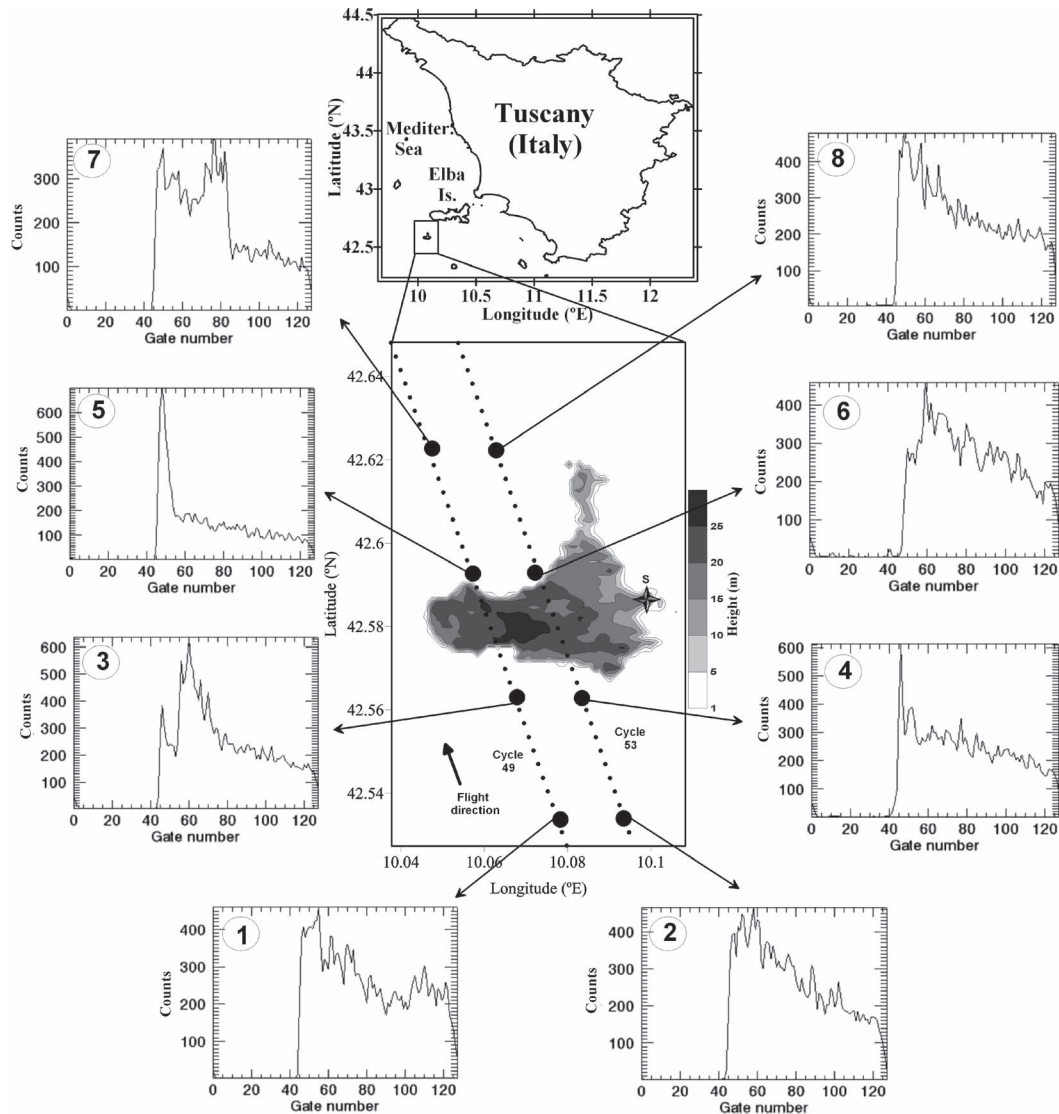 44.5
44
43.5
43
42.5
Latitude (ºN)
Tuscany
(Italy)
Mediter.
Sea
Elba
Is.
10 10.5 11 11.5 12
Longitude (ºE)
7
300
200
100
Counts
0 20 40 60 80 100 120
Gate number
8
400
300
200
100
Counts
0 20 40 60 80 100 120
Gate number
5
600
500
400
300
200
100
Counts
0 20 40 60 80 100 120
Gate number
6
400
300
200
100
Counts
0 20 40 60 80 100 120
Gate number
42.64
42.62
42.6
42.58
42.56
42.54
Latitude (ºN)
S
25
20
15
10
5
1
Height (m)
Cycle
49
Cycle
53
Flight
direction
10.04 10.06 10.08 10.1
Longitude (ºE)
3
600
500
400
300
200
100
Counts
0 20 40 60 80 100 120
Gate number
4
600
500
400
300
200
100
Counts
0 20 40 60 80 100 120
Gate number
1
400
300
200
100
Counts
0 20 40 60 80 100 120
Gate number
2
400
300
200
100
Counts
0 20 40 60 80 100 120
Gate number